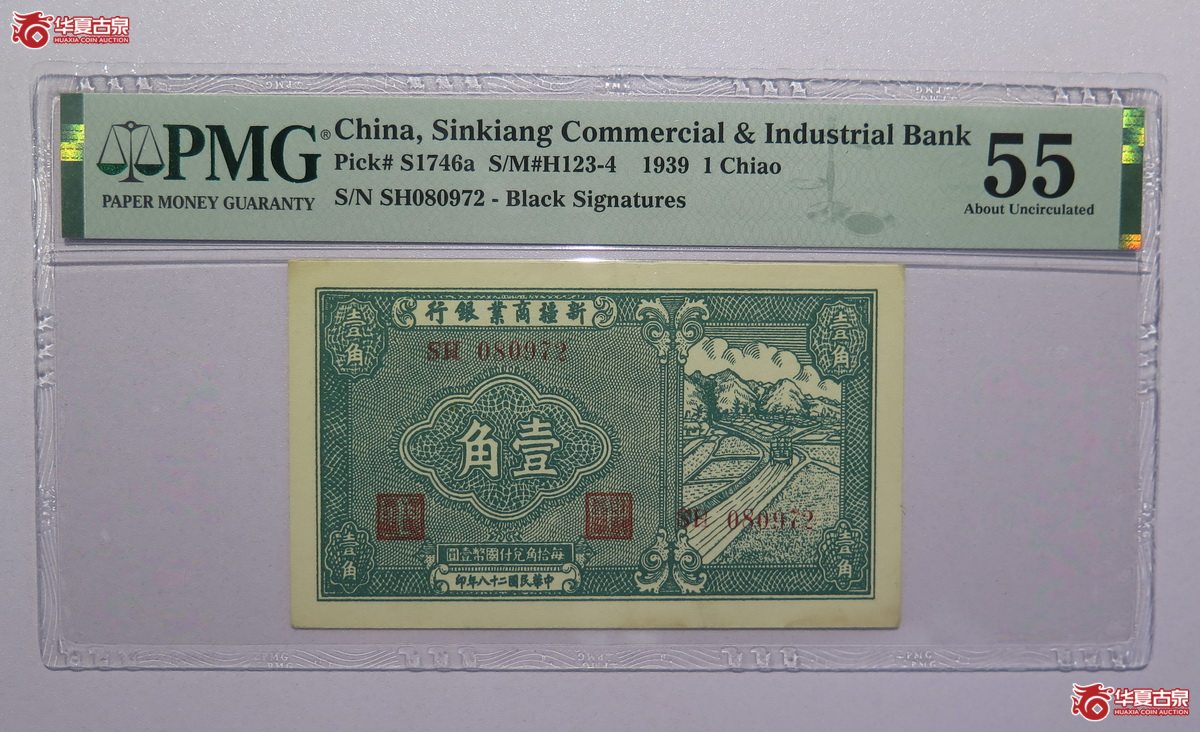 华夏古泉
HUAXIA COIN AUCTION
PMG®
PAPER MONEY GUARANTY
China, Sinkiang Commercial & Industrial Bank
Pick# S1746a S/M#H123-4 1939 1 Chiao
S/N SH080972 - Black Signatures
55
About Uncirculated
行銀業商疆新
壹角
壹角
SH 080972
角壹
SH 080972
圓壹幣國付兌角拾每
印年八十二國民華中
壹角
壹角
PMG
PMG
华夏古泉
HUAXIA COIN AUCTION